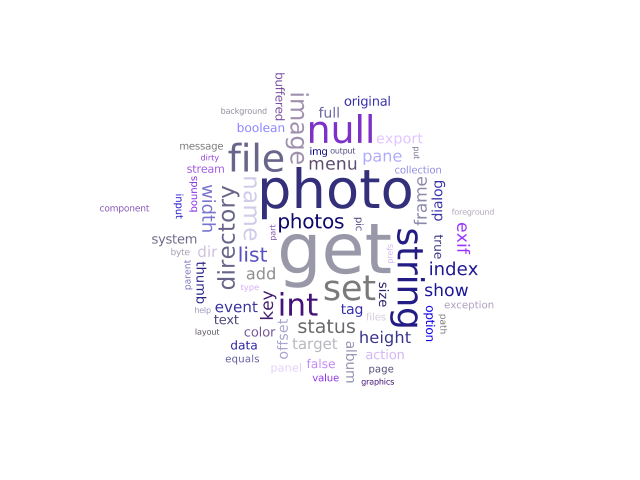 buffered
image
original
full
background
boolean
null
message
img
output
export
put
dirty
file
menu
pane
stream
collection
bounds
width
name
directory
photo
frame
dialog
component
input
photos
pic
foreground
part
get
string
exif
system
true
byte
dir
list
prefs
parent
thumb
add
index
type
set
size
show
key
int
exception
help
event
tag
files
option
path
layout
text
color
offset
status
height
data
target
equals
album
action
panel
false
page
value
graphics